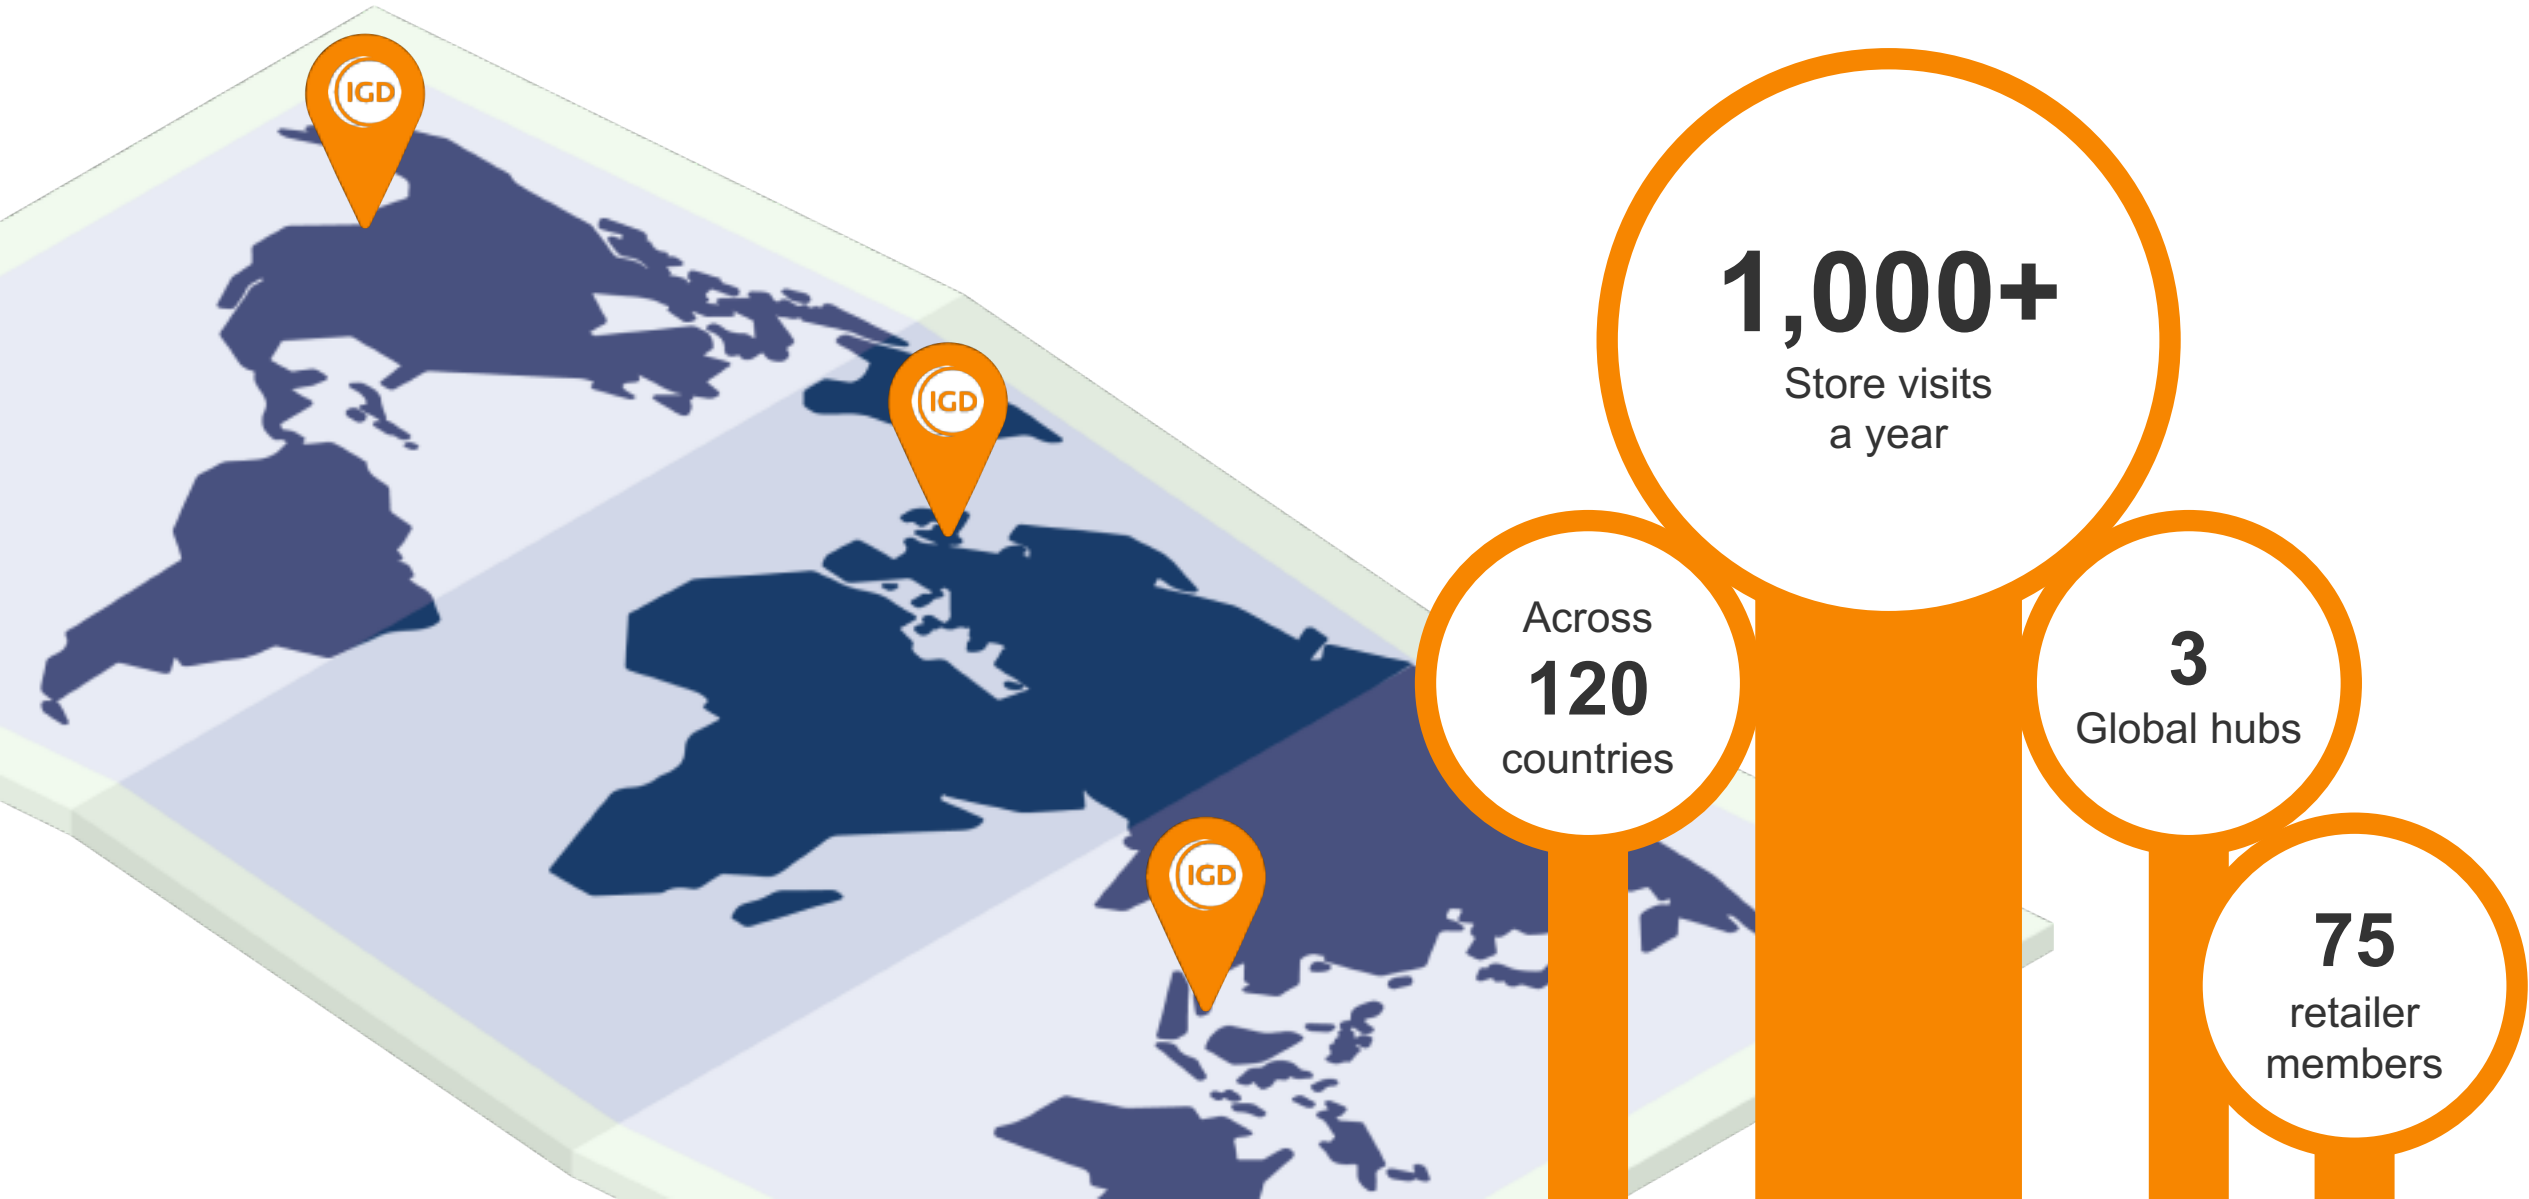 IGD
IGD
IGD
1,000+
Store visits
a year
Across
120
countries
3
Global hubs
75
retailer
members